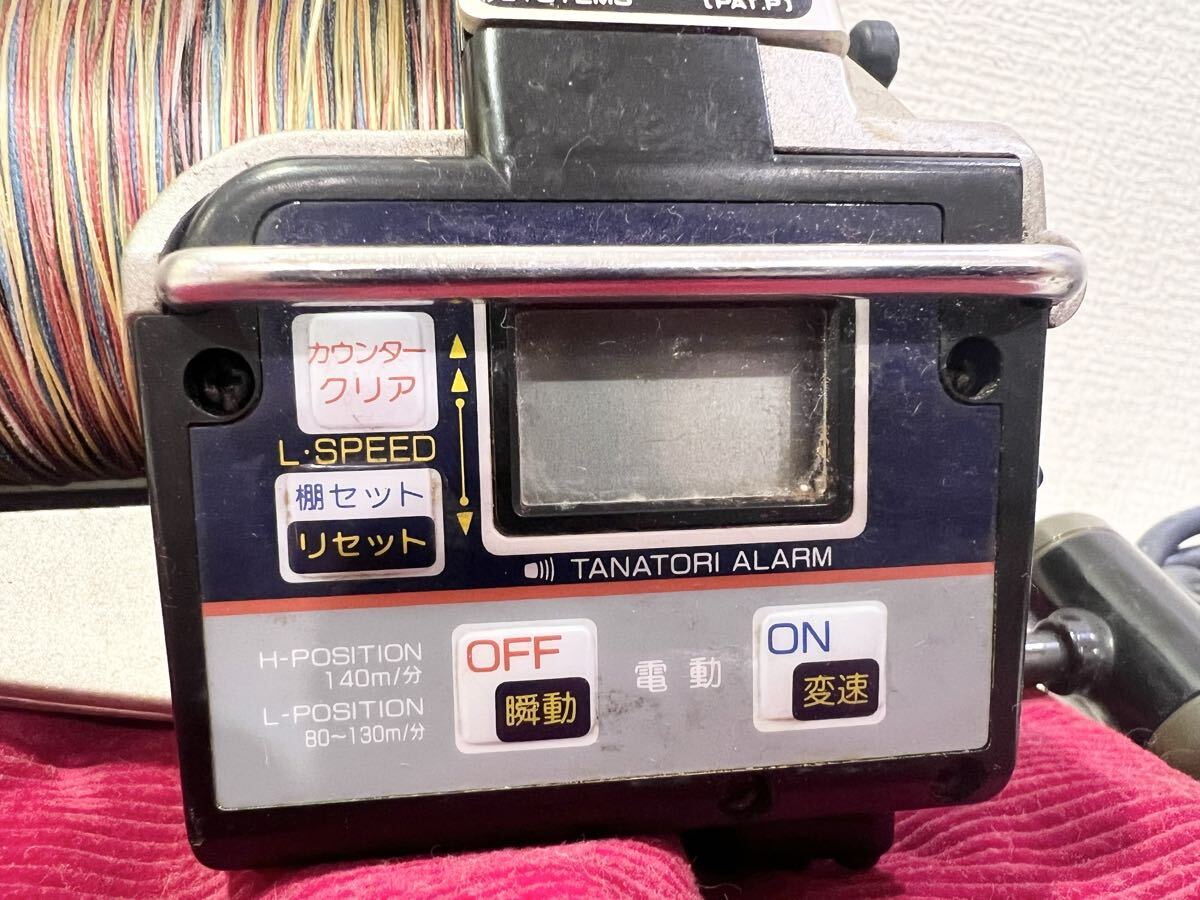 (PAT.P)
カウンター
クリア
L·SPEED
棚セット
リセット
TANATORI ALARM
H-POSITION
140m/分
L-POSITION
80~130m/分
OFF
瞬動
電動
ON
変速